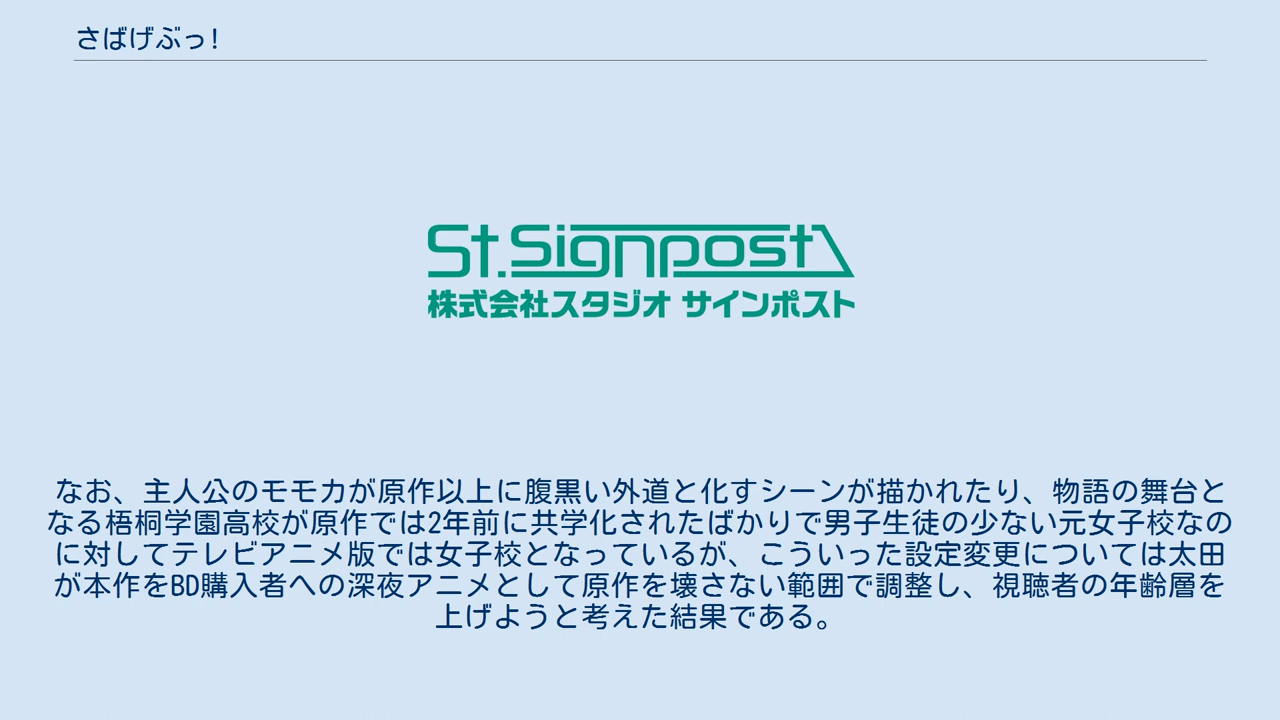 さばげぶっ!
St.Signpost
株式会社スタジオ サインポスト
なお、主人公のモモカが原作以上に腹黒い外道と化すシーンが描かれたり、物語の舞台と
なる梧桐学園高校が原作では2年前に共学化されたばかりで男子生徒の少ない元女子校なの
に対してテレビアニメ版では女子校となっているが、こういった設定変更については太田
が本作をBD購入者への深夜アニメとして原作を壊さない範囲で調整し、視聴者の年齢層を
上げようと考えた結果である。